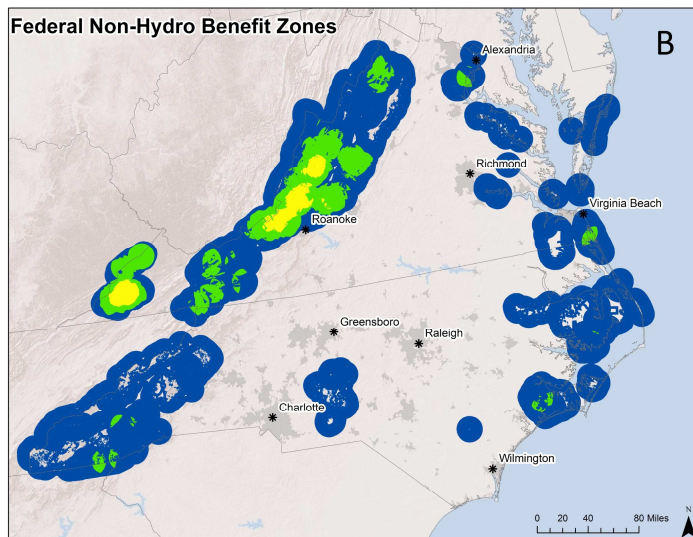 Federal Non-Hydro Benefit Zones
B
Alexandria
Richmond
Virginia Beach
Roanoke
Greensboro
Raleigh
Charlotte
Wilmington
N
0 20 40 80 Miles